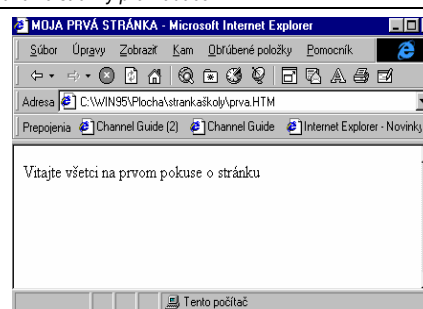 MOJA PRVÁ STRÁNKA - Microsoft Internet Explorer
Súbor Úpravy Zobraziť Kam Obľúbené položky Pomocník
Adresa C:\WIN95\Plocha\strankaškoly\prva.HTM
Prepojenia Channel Guide (2) Channel Guide Internet Explorer - Novinky
Vitajte všetci na prvom pokuse o stránku
Tento počítač